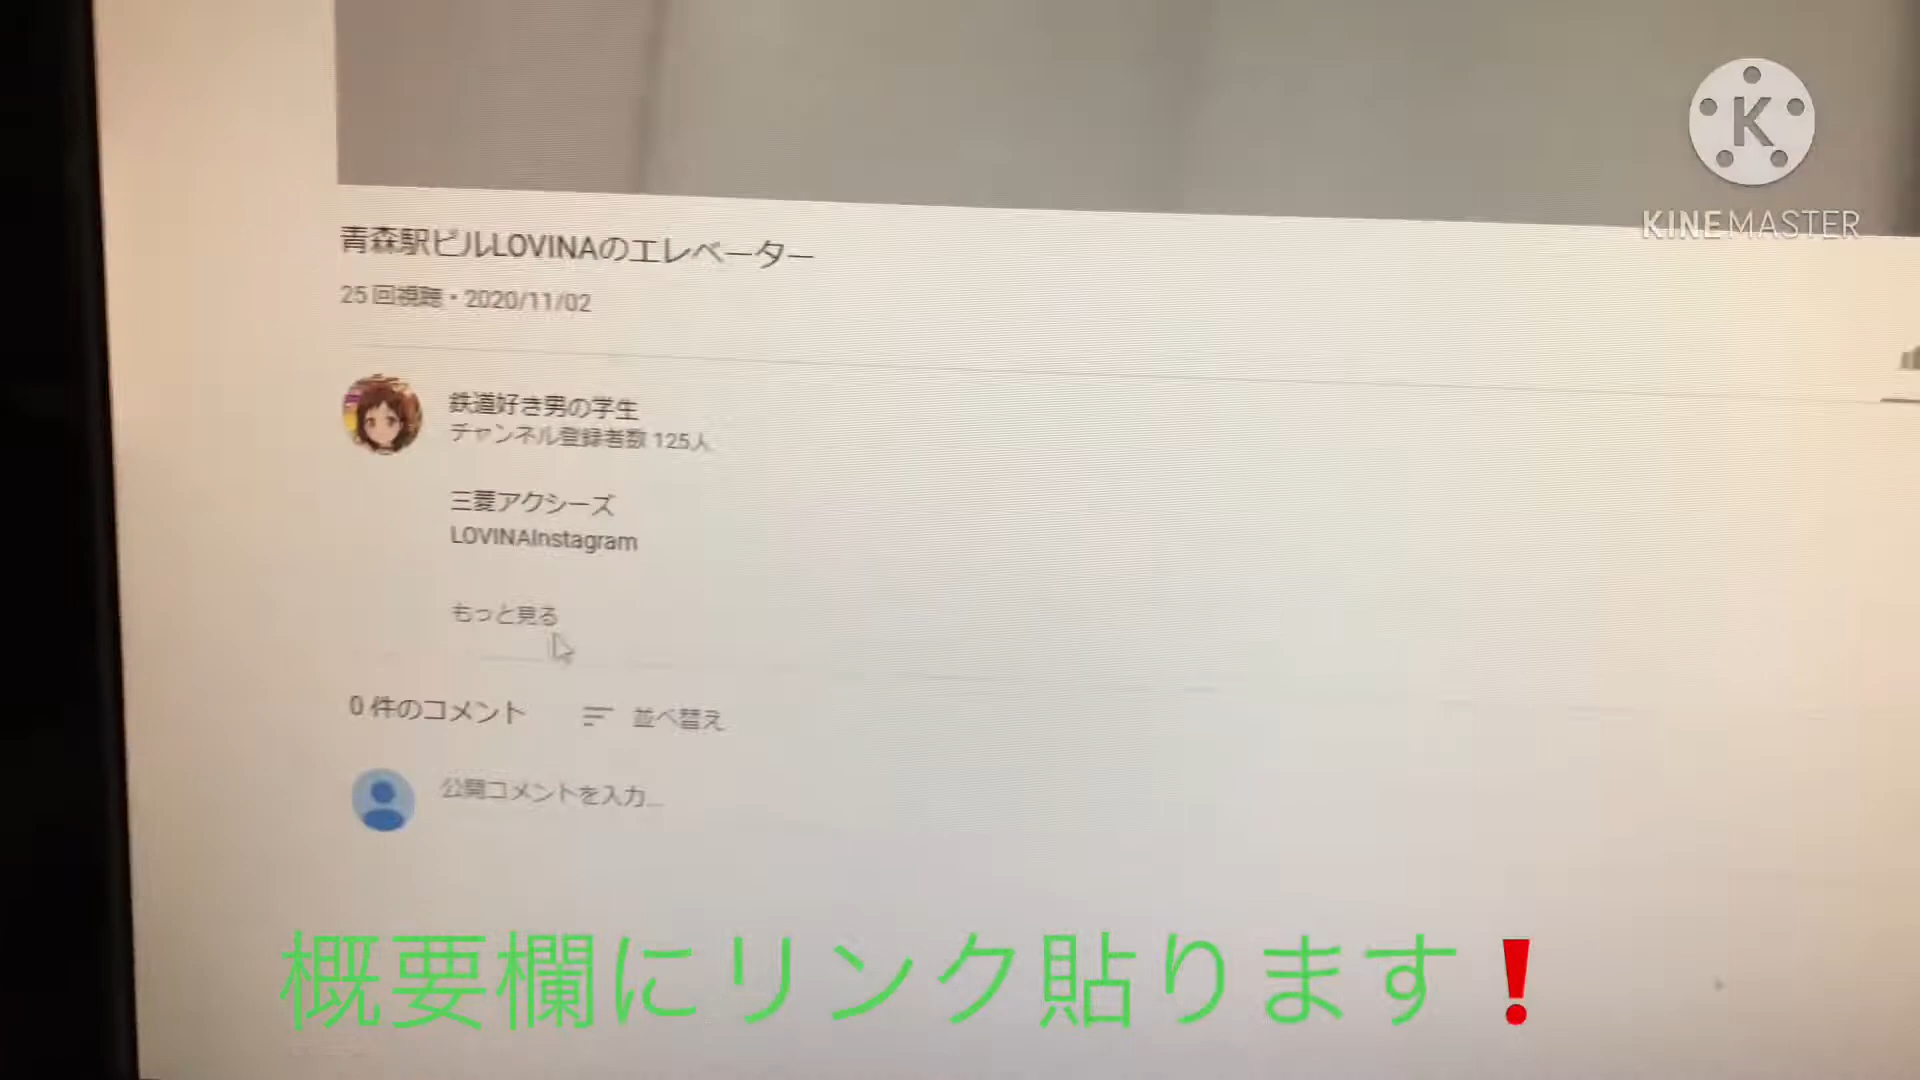 K
KINEMASTER
青森駅ビルLOVINAのエレベーター
25 回視聴・2020/11/02
鉄道好き男の学生
チャンネル登録者数 125人
三菱アクシーズ
LOVINAInstagram
もっと見る
0 件のコメント 並べ替え
公開コメントを入力...
概要欄にリンク貼ります❗